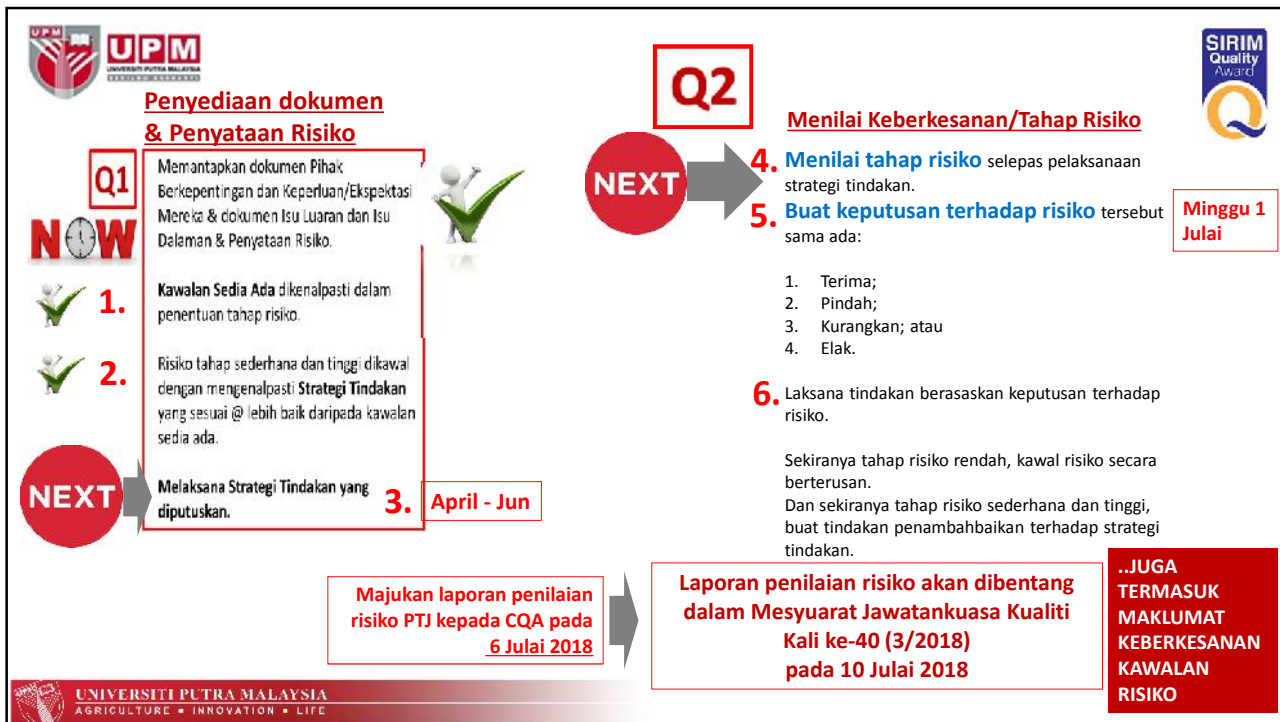 UPM
UPM
UNIVERSITI PUTRA MALAYSIA
BERILMU BERBAKTI
SIRIM
Quality
Award
Penyediaan dokumen
& Penyataan Risiko
Q1
NOW
Memantapkan dokumen Pihak
Berkepentingan dan Keperluan/Ekspektasi
Mereka & dokumen Isu Luaran dan Isu
Dalaman & Penyataan Risiko.
1.
Kawalan Sedia Ada dikenalpasti dalam
penentuan tahap risiko.
2.
Risiko tahap sederhana dan tinggi dikawal
dengan mengenalpasti Strategi Tindakan
yang sesuai @ lebih baik daripada kawalan
sedia ada.
NEXT
Melaksana Strategi Tindakan yang
diputuskan.
3.
April - Jun
Q2
Menilai Keberkesanan/Tahap Risiko
NEXT
4. Menilai tahap risiko selepas pelaksanaan
strategi tindakan.
5. Buat keputusan terhadap risiko tersebut
sama ada:
Minggu 1
Julai
1. Terima;
2. Pindah;
3. Kurangkan; atau
4. Elak.
6. Laksana tindakan berasaskan keputusan terhadap
risiko.
Sekiranya tahap risiko rendah, kawal risiko secara
berterusan.
Dan sekiranya tahap risiko sederhana dan tinggi,
buat tindakan penambahbaikan terhadap strategi
tindakan.
Majukan laporan penilaian
risiko PTJ kepada CQA pada
6 Julai 2018
Laporan penilaian risiko akan dibentang
dalam Mesyuarat Jawatankuasa Kualiti
Kali ke-40 (3/2018)
pada 10 Julai 2018
..JUGA
TERMASUK
MAKLUMAT
KEBERKESANAN
KAWALAN
RISIKO
UNIVERSITI PUTRA MALAYSIA
AGRICULTURE • INNOVATION • LIFE